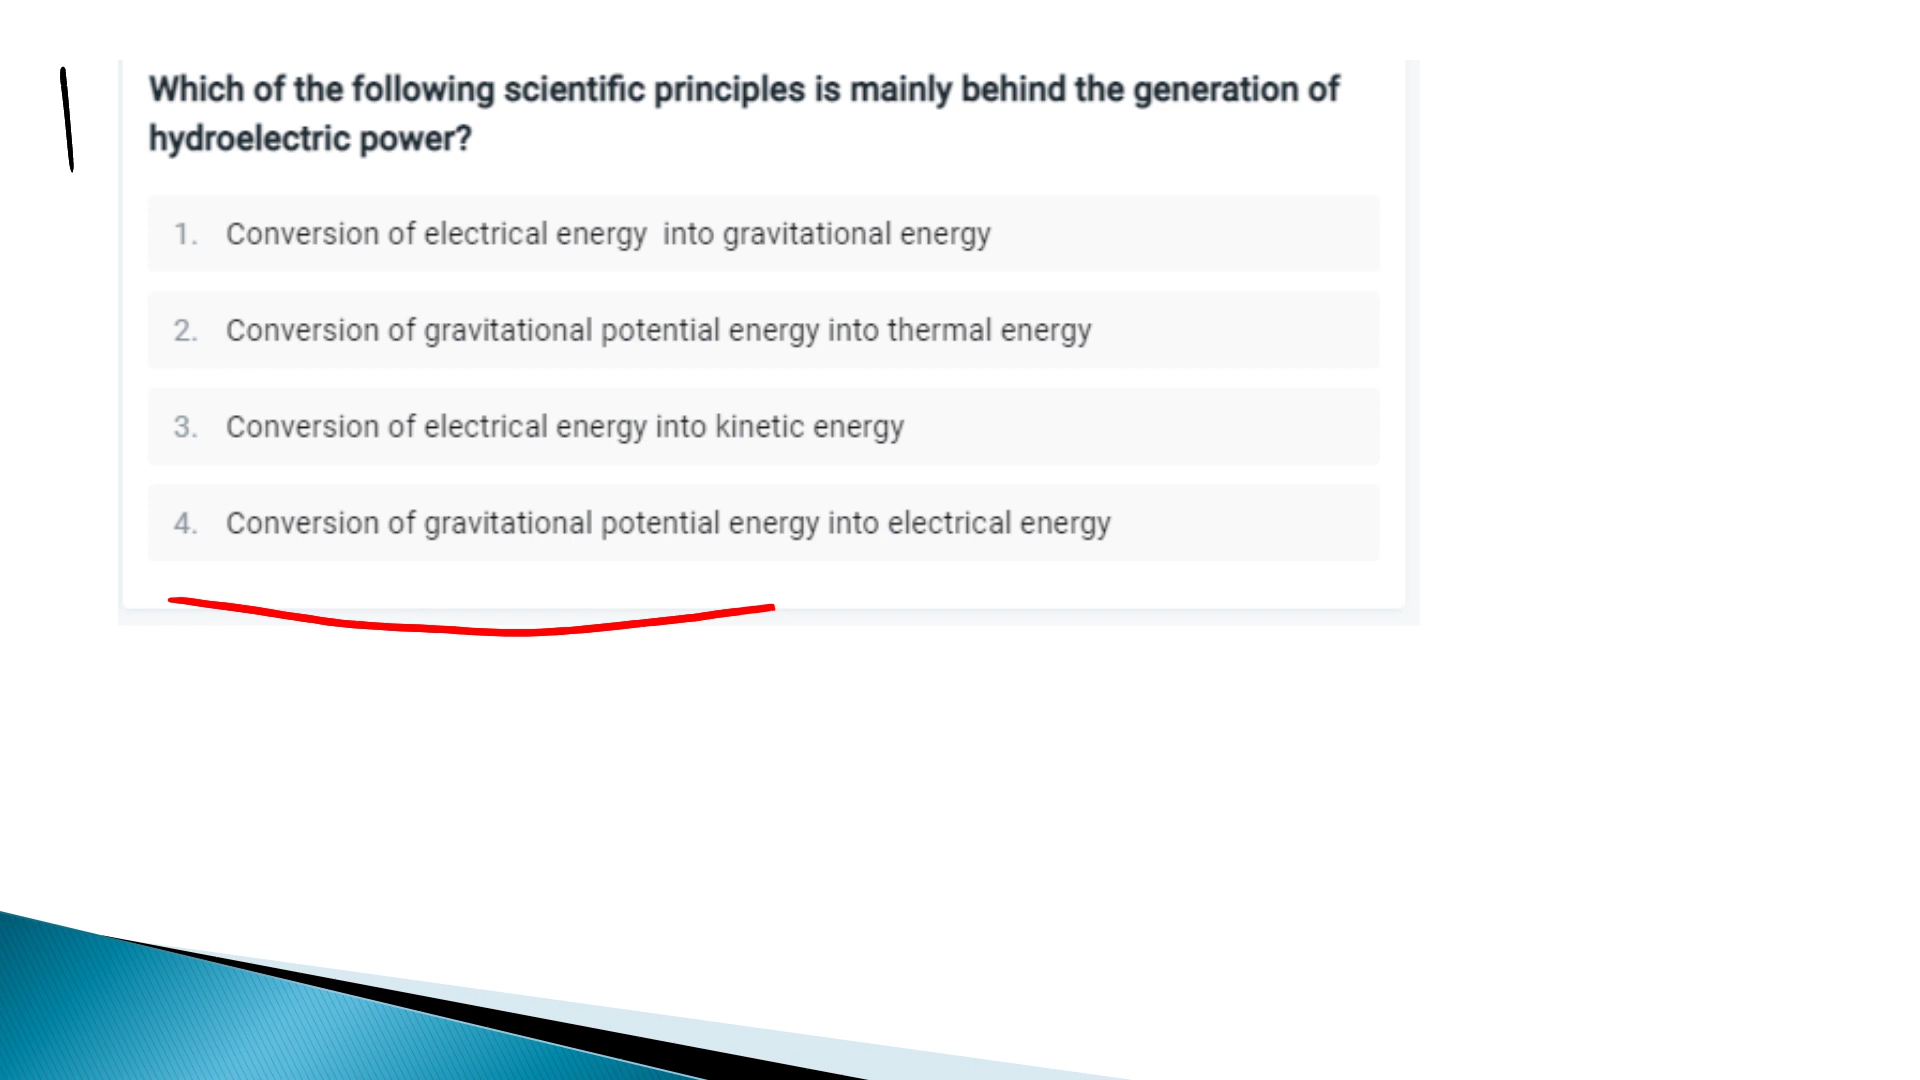 Which of the following scientific principles is mainly behind the generation of
hydroelectric power?
1. Conversion of electrical energy into gravitational energy
2. Conversion of gravitational potential energy into thermal energy
3. Conversion of electrical energy into kinetic energy
4. Conversion of gravitational potential energy into electrical energy